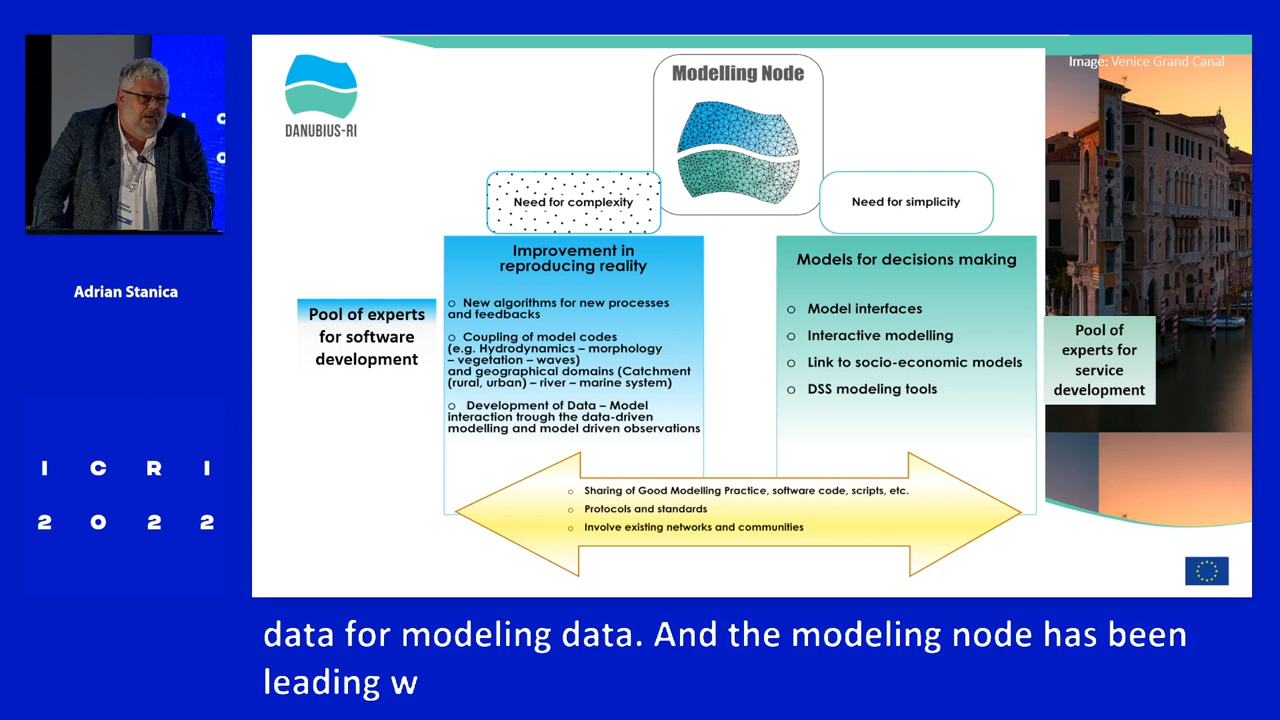 Adrian Stanica
I C R I
2 0 2 2
DANUBIUS-RI
Modelling Node
Image: Venice Grand Canal
Need for complexity
Need for simplicity
Pool of experts
for software
development
Improvement in
reproducing reality
o New algorithms for new processes
and feedbacks
o Coupling of model codes
(e.g. Hydrodynamics – morphology
– vegetation – waves)
and geographical domains (Catchment
(rural, urban) – river – marine system)
o Development of Data – Model
interaction trough the data-driven
modelling and model driven observations
Models for decisions making
o Model interfaces
o Interactive modelling
o Link to socio-economic models
o DSS modeling tools
Pool of
experts for
service
development
o Sharing of Good Modelling Practice, software code, scripts, etc.
o Protocols and standards
o Involve existing networks and communities
data for modeling data. And the modeling node has been
leading w